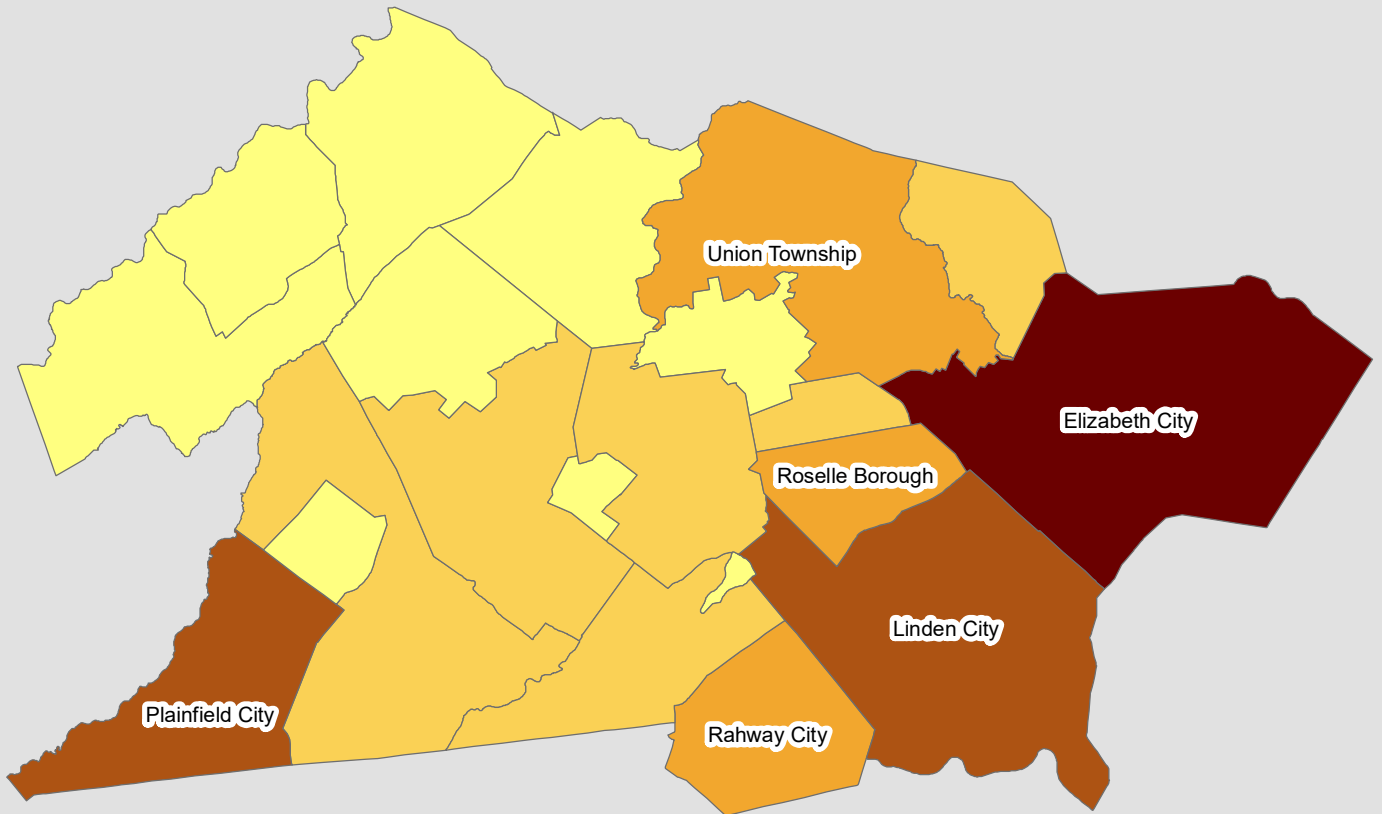 Union Township
Elizabeth City
Roselle Borough
Linden City
Plainfield City
Rahway City